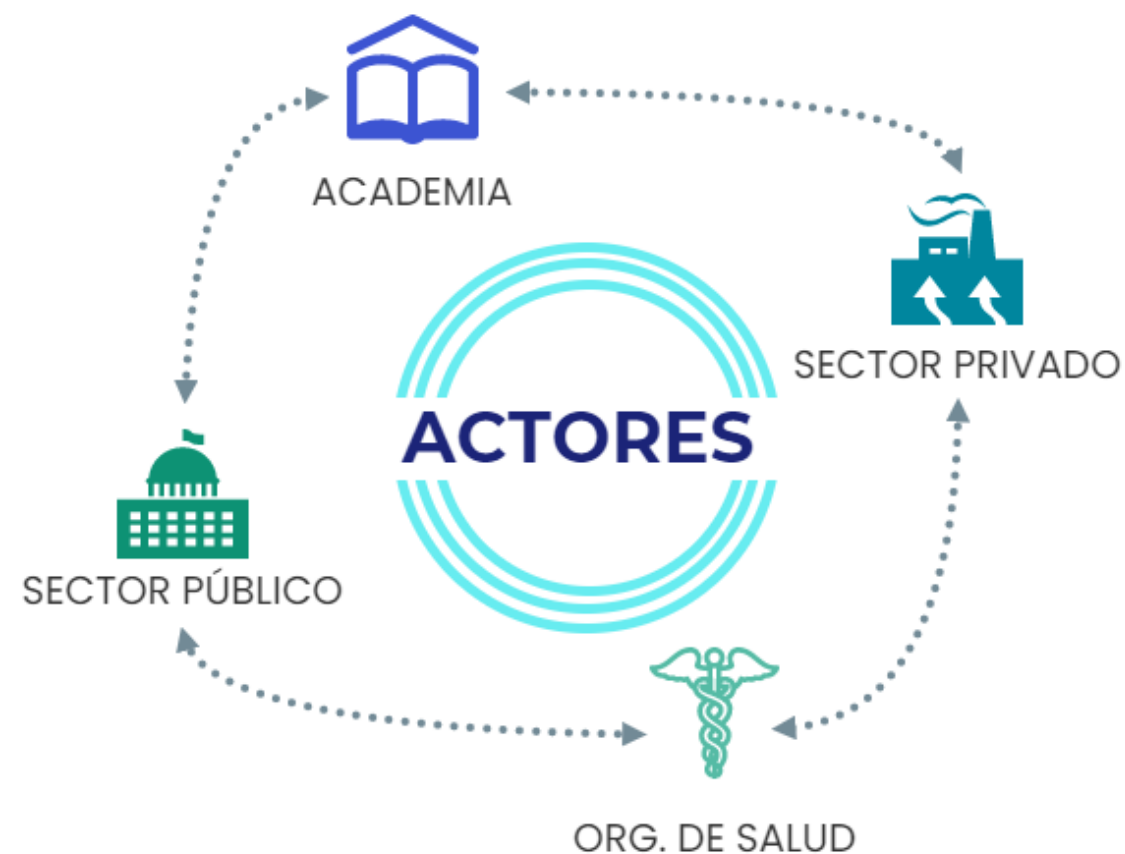 ACADEMIA
SECTOR PRIVADO
ACTORES
SECTOR PÚBLICO
ORG. DE SALUD